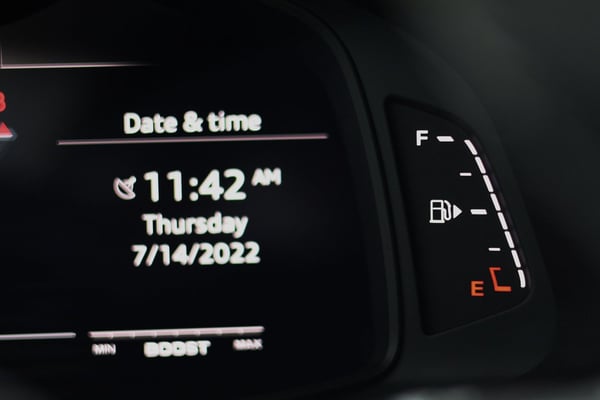 Date & time
11:42 AM
Thursday
7/14/2022
MIN BOOST MAX
F
E